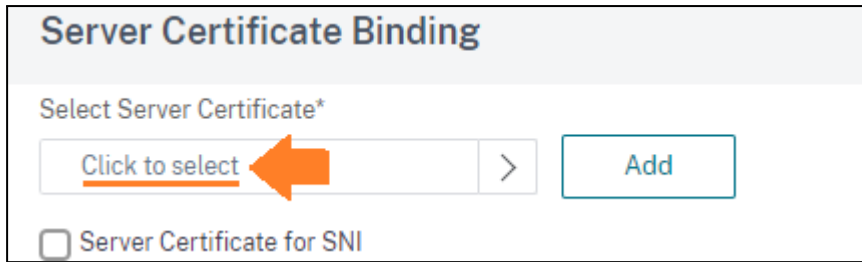 Server Certificate Binding
Select Server Certificate*
Click to select > Add
Server Certificate for SNI